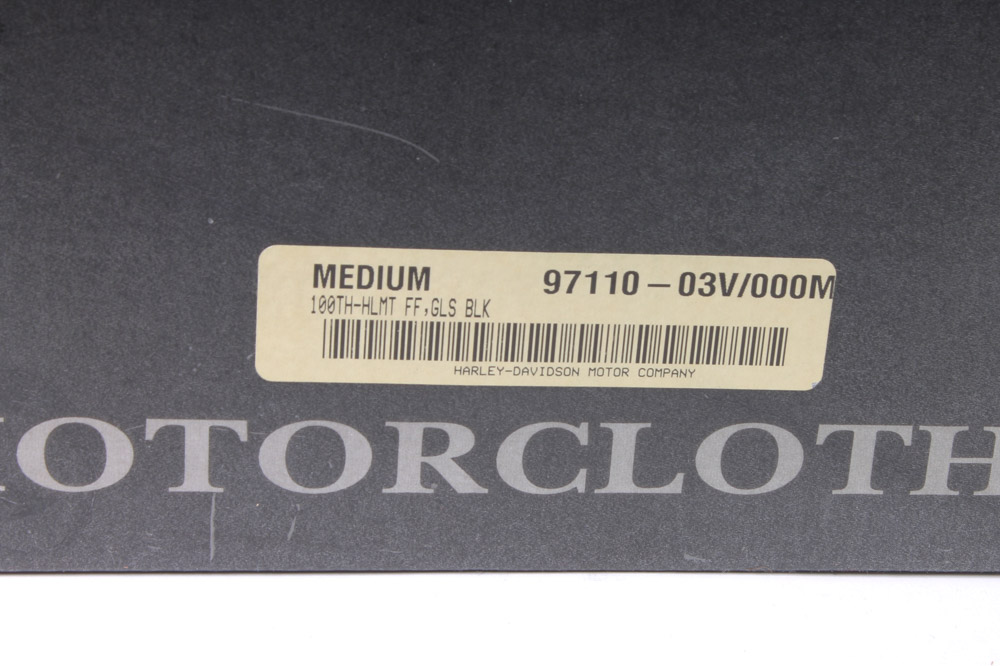 MEDIUM 97110-03V/000M
100TH-HLMT FF,GLS BLK
HARLEY-DAVIDSON MOTOR COMPANY
OTORCLOTH